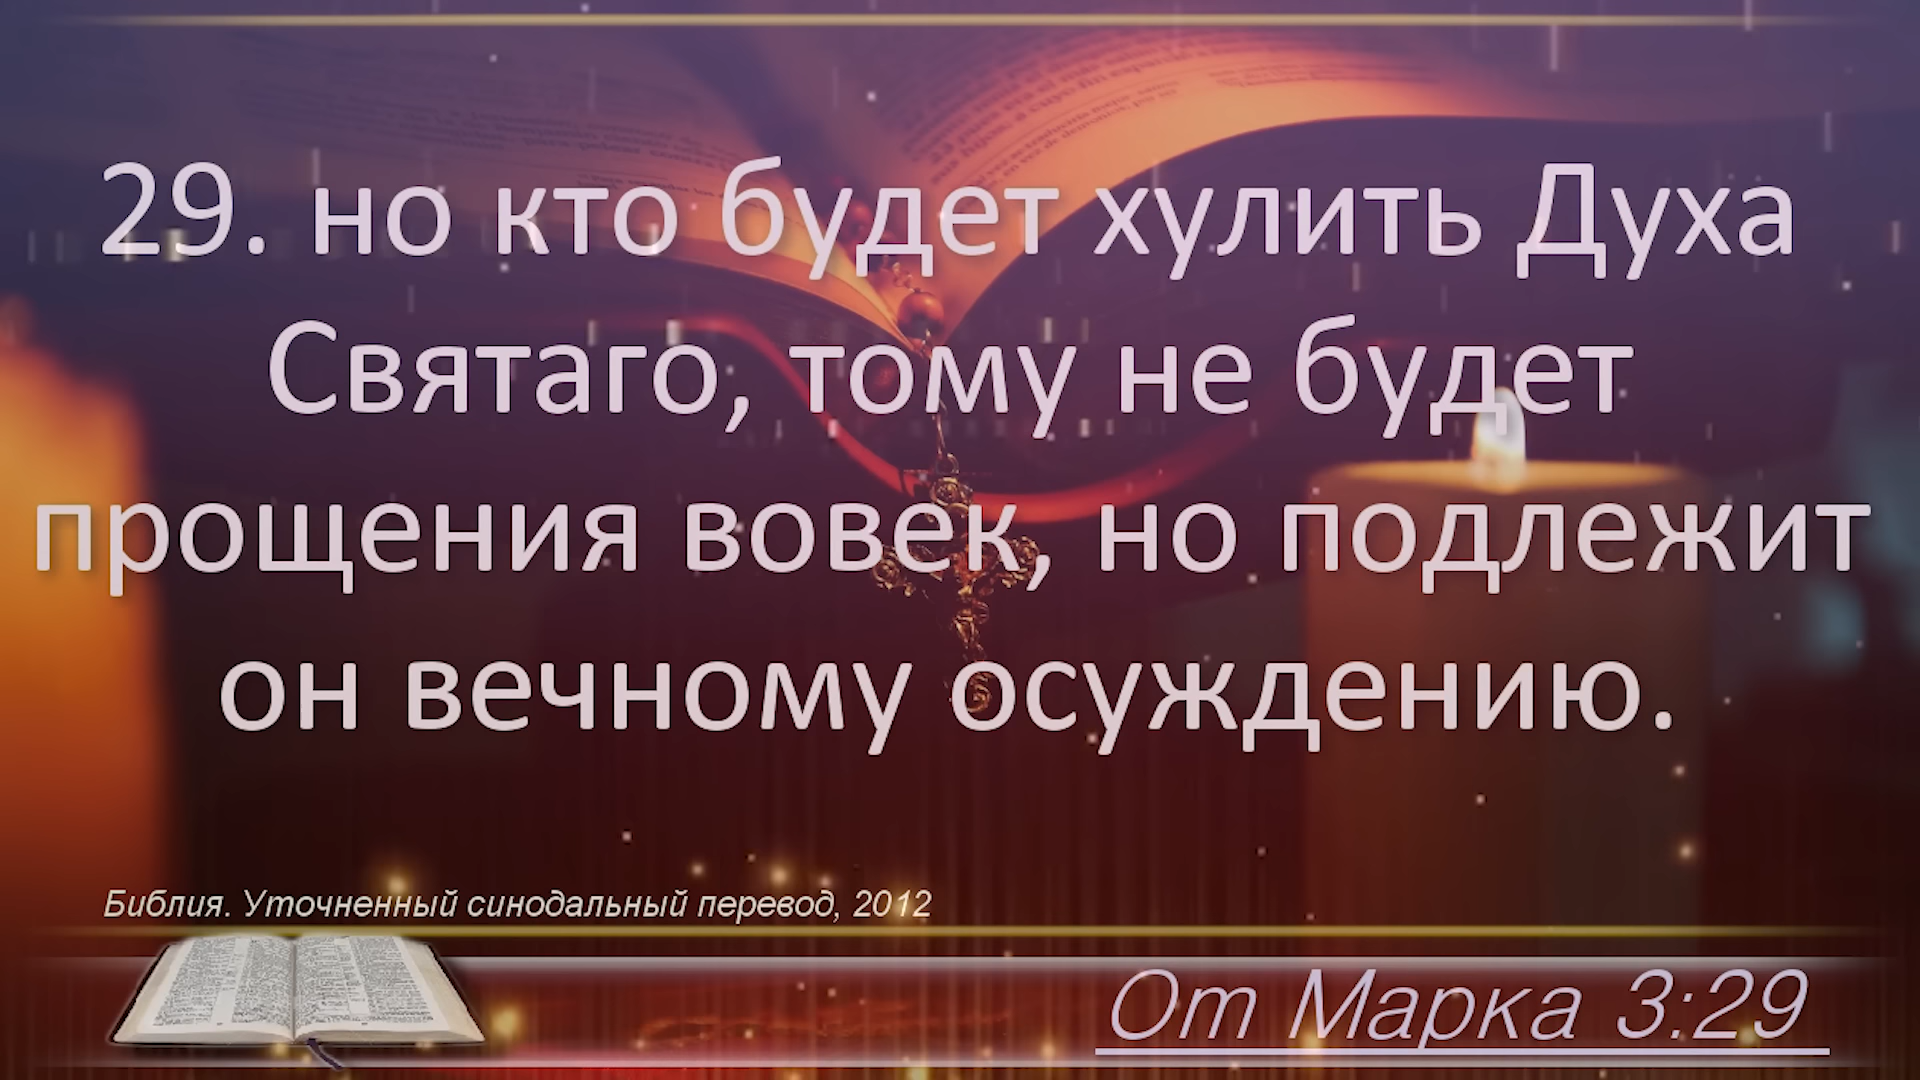 29. но кто будет хулить Духа
Святаго, тому не будет
прощения вовек, но подлежит
он вечному осуждению.
Библия. Уточненный синодальный перевод, 2012
От Марка 3:29